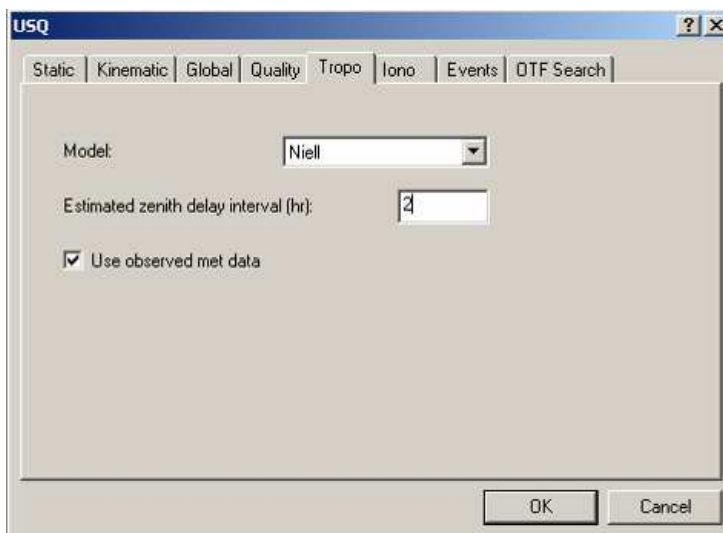 USQ
Static Kinematic Global Quality Tropo Iono Events OTF Search
Model: Niell
Estimated zenith delay interval (hr): 2
Use observed met data
OK Cancel